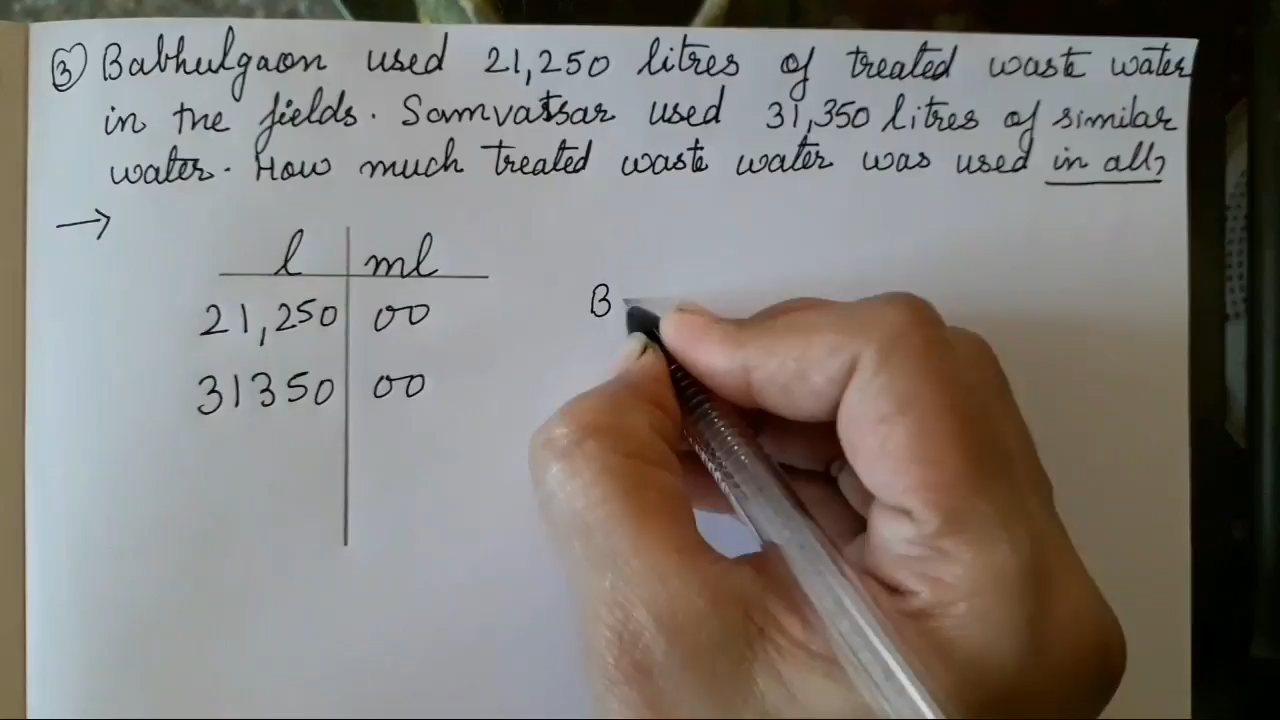 3 Babhulgaon used 21,250 litres of treated waste water
in the fields. Samvatsar used 31,350 litres of similar
water. How much treated waste water was used in all?
→
l ml
21,250 00
31350 00
B